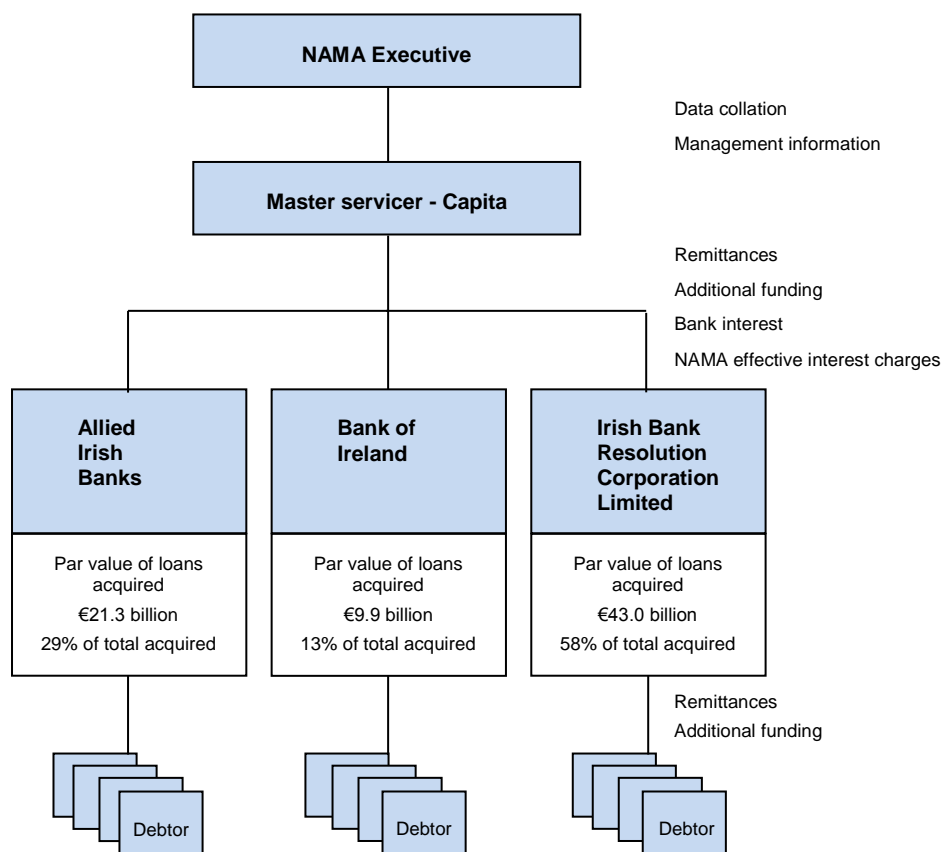 NAMA Executive
Data collation
Management information
Master servicer - Capita
Remittances
Additional funding
Bank interest
NAMA effective interest charges
Allied
Irish
Banks
Par value of loans
acquired
€21.3 billion
29% of total acquired
Bank of
Ireland
Par value of loans
acquired
€9.9 billion
13% of total acquired
Irish Bank
Resolution
Corporation
Limited
Par value of loans
acquired
€43.0 billion
58% of total acquired
Remittances
Additional funding
Debtor
Debtor
Debtor